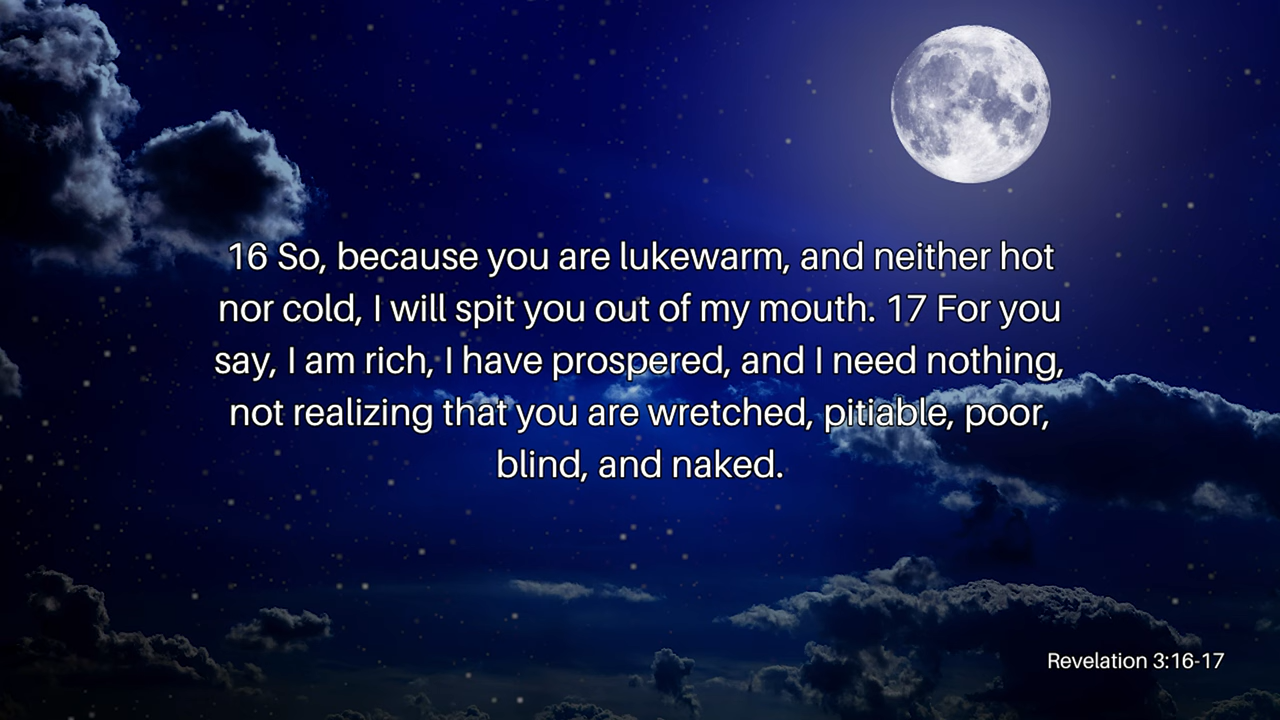 16 So, because you are lukewarm, and neither hot
nor cold, I will spit you out of my mouth. 17 For you
say, I am rich, I have prospered, and I need nothing,
not realizing that you are wretched, pitiable, poor,
blind, and naked.
Revelation 3:16-17